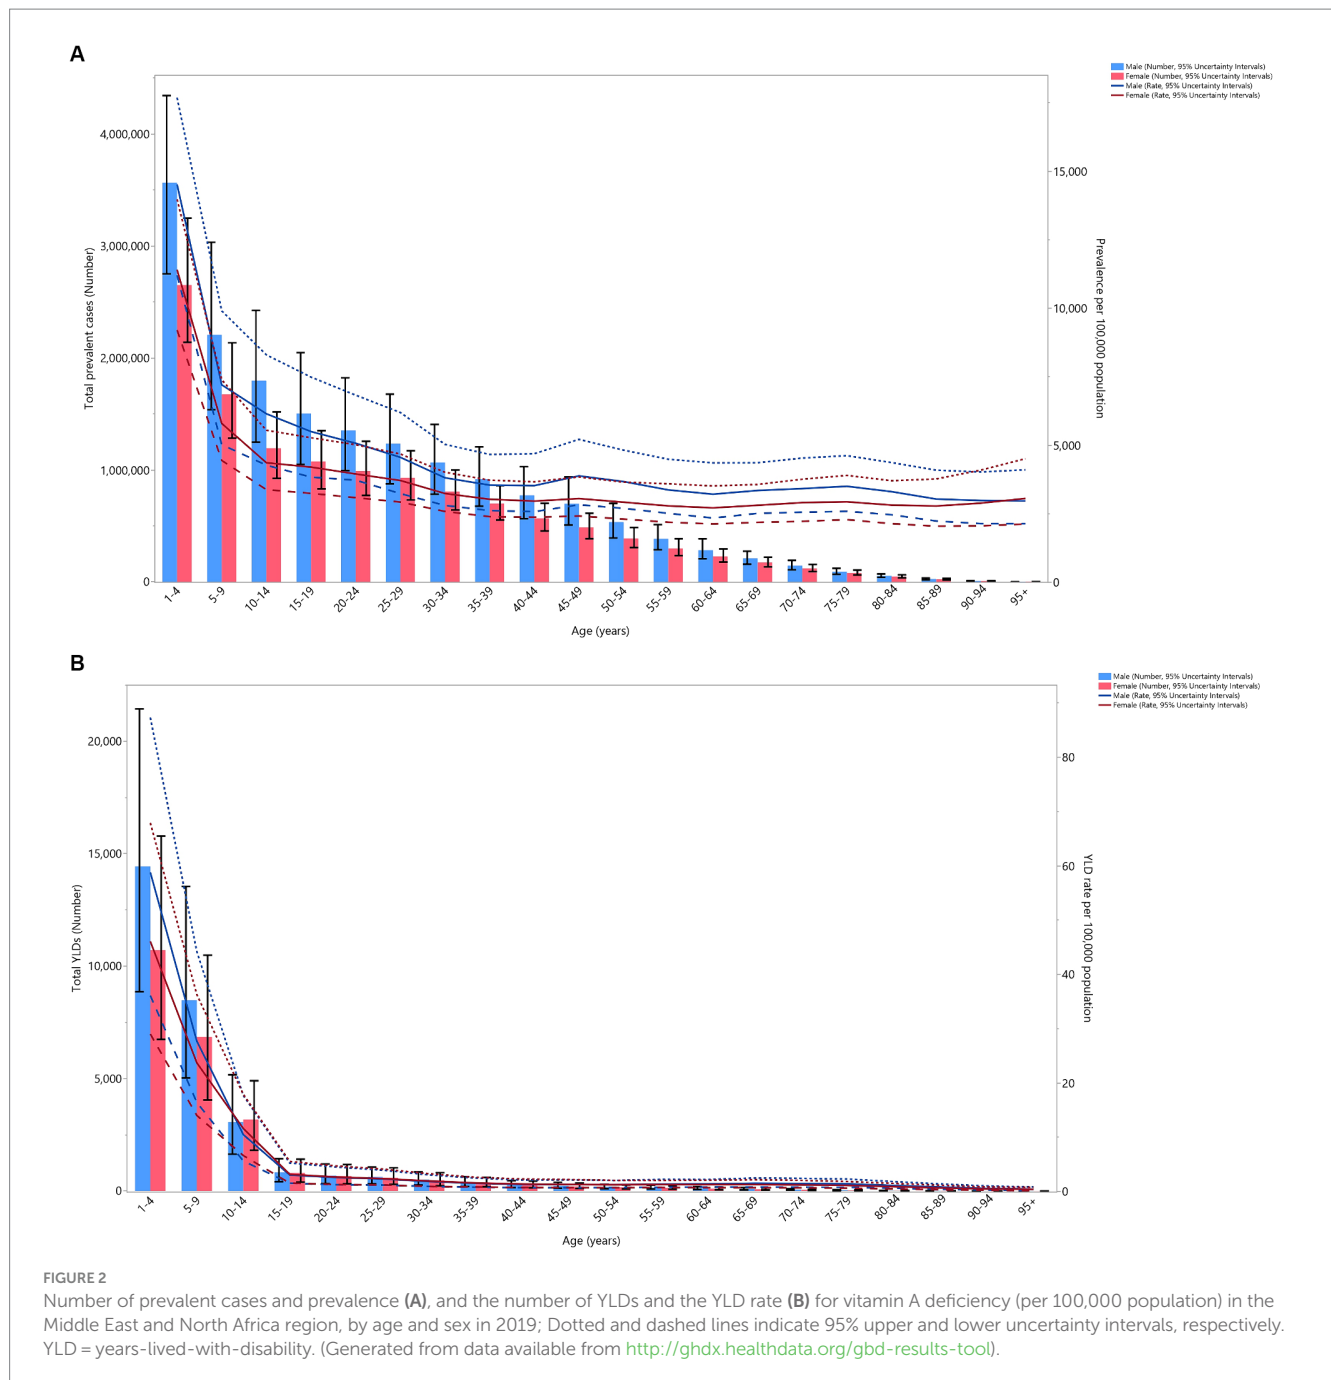 A
Male (Number, 95% Uncertainty Intervals)
Female (Number, 95% Uncertainty Intervals)
Male (Rate, 95% Uncertainty Intervals)
Female (Rate, 95% Uncertainty Intervals)
Total prevalent cases (Number)
4,000,000
3,000,000
2,000,000
1,000,000
0
15,000
10,000
5,000
0
Prevalence per 100,000 population
1-4 5-9 10-14 15-19 20-24 25-29 30-34 35-39 40-44 45-49 50-54 55-59 60-64 65-69 70-74 75-79 80-84 85-89 90-94 95+
Age (years)
B
Male (Number, 95% Uncertainty Intervals)
Female (Number, 95% Uncertainty Intervals)
Male (Rate, 95% Uncertainty Intervals)
Female (Rate, 95% Uncertainty Intervals)
Total YLDs (Number)
20,000
15,000
10,000
5,000
0
80
60
40
20
0
YLD rate per 100,000 population
1-4 5-9 10-14 15-19 20-24 25-29 30-34 35-39 40-44 45-49 50-54 55-59 60-64 65-69 70-74 75-79 80-84 85-89 90-94 95+
Age (years)
FIGURE 2
Number of prevalent cases and prevalence (A), and the number of YLDs and the YLD rate (B) for vitamin A deficiency (per 100,000 population) in the
Middle East and North Africa region, by age and sex in 2019; Dotted and dashed lines indicate 95% upper and lower uncertainty intervals, respectively.
YLD = years-lived-with-disability. (Generated from data available from http://ghdx.healthdata.org/gbd-results-tool).